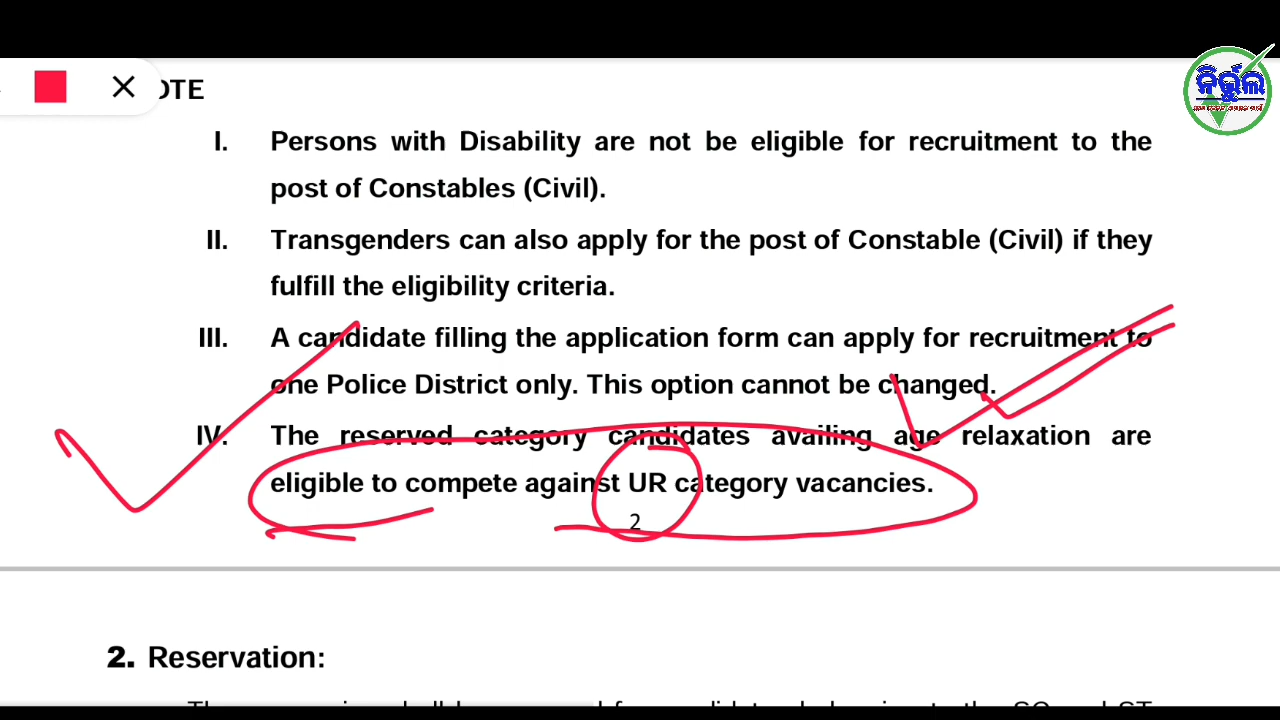 OTE
I. Persons with Disability are not be eligible for recruitment to the
post of Constables (Civil).
II. Transgenders can also apply for the post of Constable (Civil) if they
fulfill the eligibility criteria.
III. A candidate filling the application form can apply for recruitment to
one Police District only. This option cannot be changed.
IV. The reserved category candidates availing age relaxation are
eligible to compete against UR category vacancies.
2
2. Reservation: